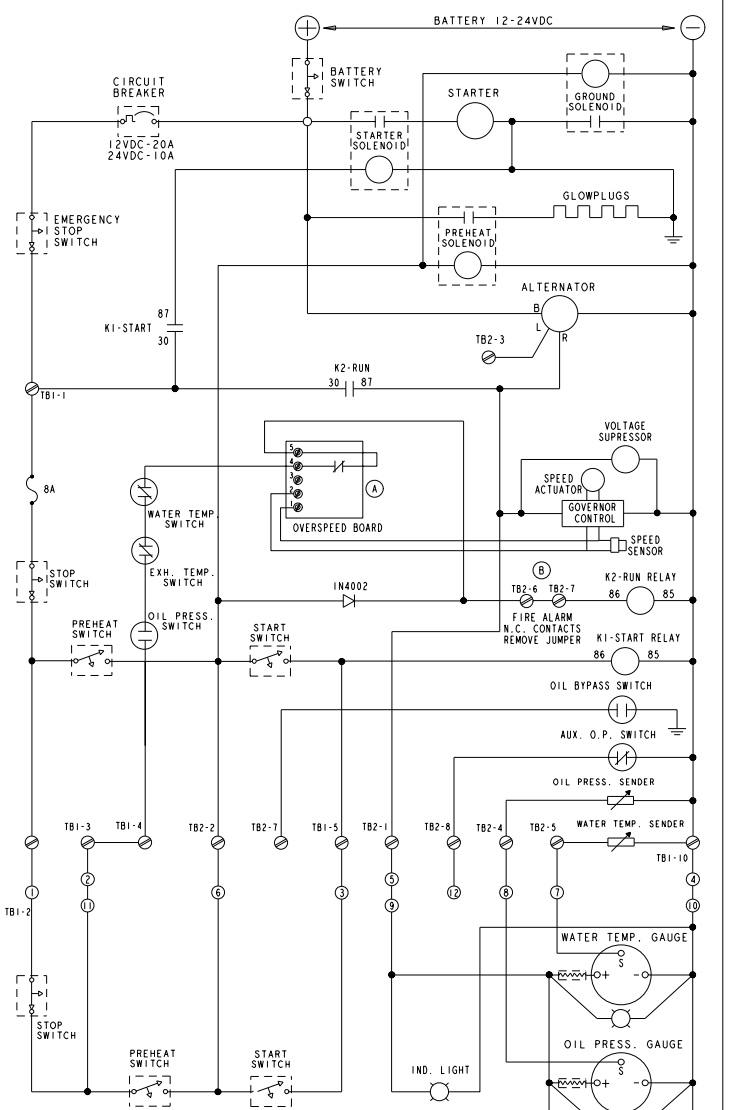 BATTERY 12-24VDC
+
-
BATTERY
SWITCH
CIRCUIT
BREAKER
12VDC-20A
24VDC-10A
STARTER
GROUND
SOLENOID
STARTER
SOLENOID
EMERGENCY
STOP
SWITCH
GLOWPLUGS
PREHEAT
SOLENOID
ALTERNATOR
B
L
R
TB2-3
87
K1-START
30
K2-RUN
30
87
TB1-1
VOLTAGE
SUPRESSOR
8A
5
4
3
2
1
A
SPEED
ACTUATOR
GOVERNOR
CONTROL
WATER TEMP.
SWITCH
OVERSPEED BOARD
SPEED
SENSOR
EXH. TEMP.
SWITCH
STOP
SWITCH
B
1N4002
TB2-6
TB2-7
K2-RUN RELAY
86
85
OIL PRESS.
SWITCH
FIRE ALARM
N.C. CONTACTS
REMOVE JUMPER
PREHEAT
SWITCH
START
SWITCH
K1-START RELAY
86
85
OIL BYPASS SWITCH
AUX. O.P. SWITCH
OIL PRESS. SENDER
TB1-3
TB1-4
TB2-2
TB2-7
TB1-5
TB2-1
TB2-8
TB2-4
TB2-5
WATER TEMP. SENDER
TB1-10
1
2
11
6
3
5
9
12
8
7
4
10
TB1-2
WATER TEMP. GAUGE
S
+
-
STOP
SWITCH
OIL PRESS. GAUGE
PREHEAT
SWITCH
START
SWITCH
IND. LIGHT
S
+
-